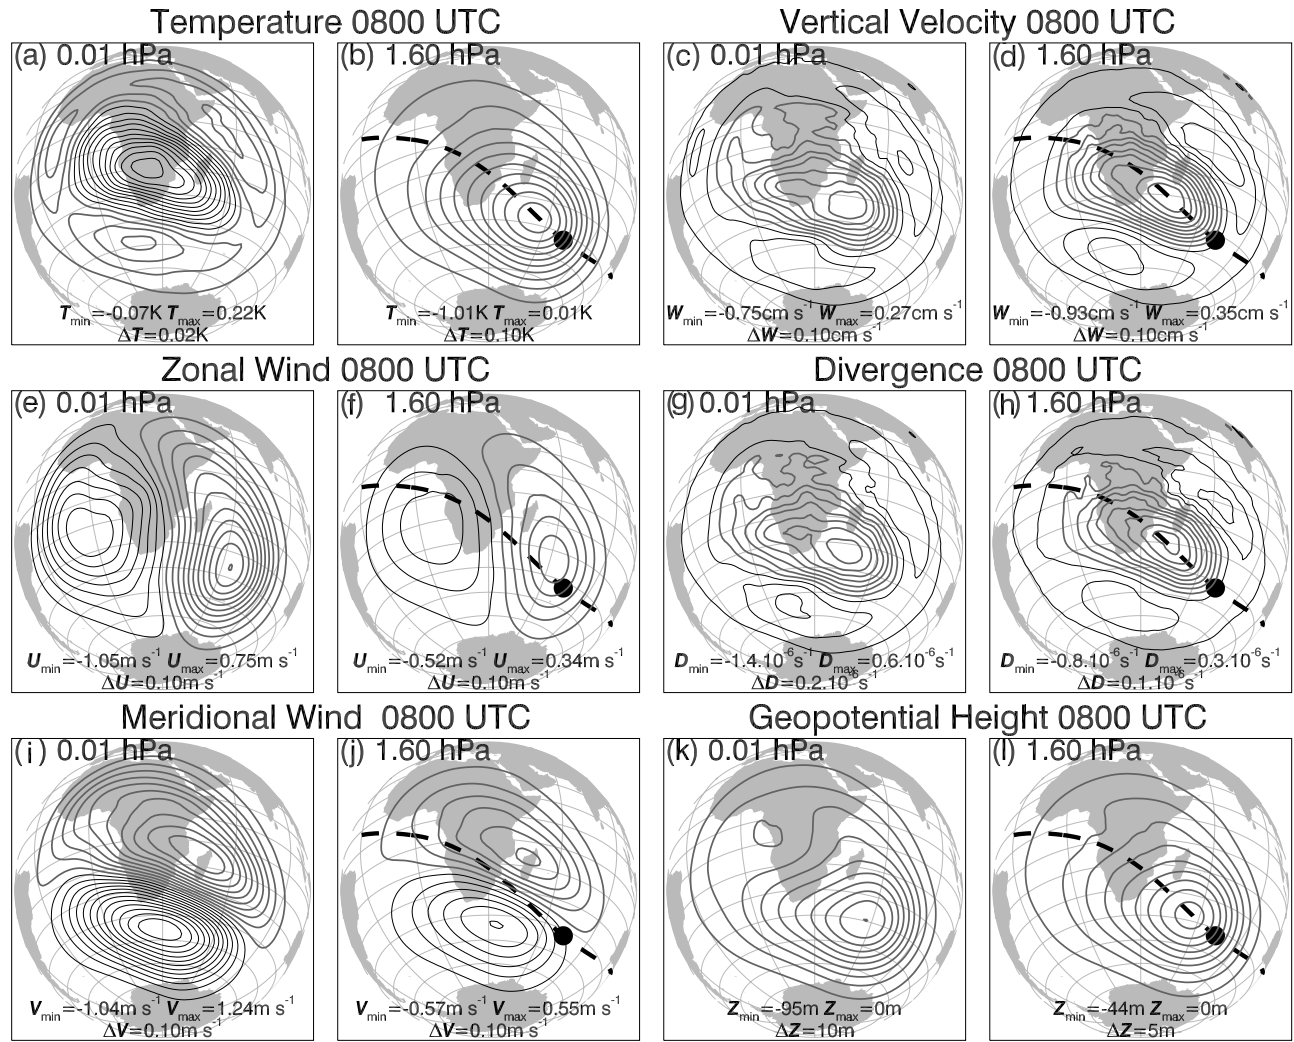 Temperature 0800 UTC
Vertical Velocity 0800 UTC
(a) 0.01 hPa
(b) 1.60 hPa
(c) 0.01 hPa
(d) 1.60 hPa
Tmin=-0.07K Tmax=0.22K
ΔT=0.02K
Tmin=-1.01K Tmax=0.01K
ΔT=0.10K
Wmin=-0.75cm s-1 Wmax=0.27cm s-1
ΔW=0.10cm s-1
Wmin=-0.93cm s-1 Wmax=0.35cm s-1
ΔW=0.10cm s-1
Zonal Wind 0800 UTC
Divergence 0800 UTC
(e) 0.01 hPa
(f) 1.60 hPa
(g) 0.01 hPa
(h) 1.60 hPa
Umin=-1.05m s-1 Umax=0.75m s-1
ΔU=0.10m s-1
Umin=-0.52m s-1 Umax=0.34m s-1
ΔU=0.10m s-1
Dmin=-1.4.10-6s-1 Dmax=0.6.10-6s-1
ΔD=0.2.10-6s-1
Dmin=-0.8.10-6s-1 Dmax=0.3.10-6s-1
ΔD=0.1.10-6s-1
Meridional Wind 0800 UTC
Geopotential Height 0800 UTC
(i) 0.01 hPa
(j) 1.60 hPa
(k) 0.01 hPa
(l) 1.60 hPa
Vmin=-1.04m s-1 Vmax=1.24m s-1
ΔV=0.10m s-1
Vmin=-0.57m s-1 Vmax=0.55m s-1
ΔV=0.10m s-1
Zmin=-95m Zmax=0m
ΔZ=10m
Zmin=-44m Zmax=0m
ΔZ=5m